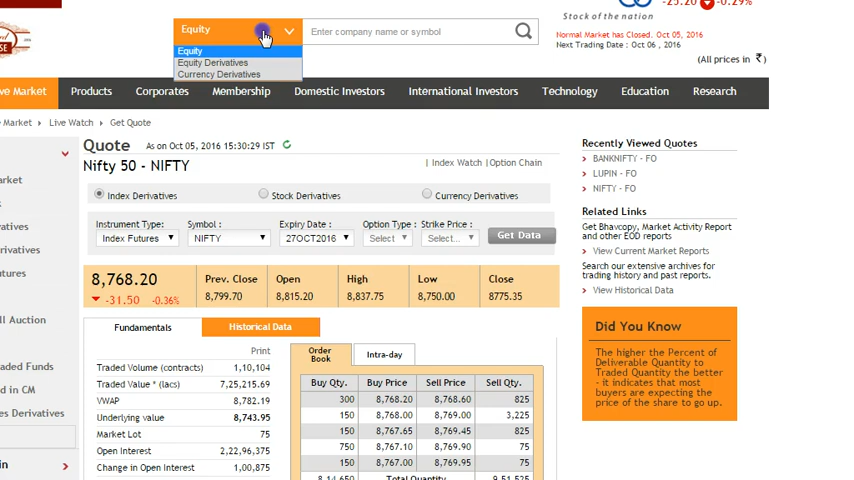 -25.20 -0.29%
Stock of the nation
Equity
Enter company name or symbol
Normal Market has Closed. Oct 05, 2016
Next Trading Date : Oct 06 , 2016
Equity
Equity Derivatives
Currency Derivatives
(All prices in ₹)
ve Market Products Corporates Membership Domestic Investors International Investors Technology Education Research
e Market Live Watch Get Quote
Quote As on Oct 05, 2016 15:30:29 IST
Nifty 50 - NIFTY
| Index Watch |Option Chain
Index Derivatives Stock Derivatives Currency Derivatives
Instrument Type: Symbol : Expiry Date : Option Type : Strike Price :
Index Futures NIFTY 27OCT2016 Select Select... Get Data
8,768.20 Prev. Close Open High Low Close
-31.50 -0.36% 8,799.70 8,815.20 8,837.75 8,750.00 8775.35
Fundamentals Historical Data
Print
Traded Volume (contracts) 1,10,104
Traded Value * (lacs) 7,25,215.69
VWAP 8,782.19
Underlying value 8,743.95
Market Lot 75
Open Interest 2,22,96,375
Change in Open Interest 1,00,875
Order Book Intra-day
Buy Qty. Buy Price Sell Price Sell Qty.
300 8,768.20 8,768.60 825
150 8,768.00 8,769.00 3,225
150 8,767.65 8,769.45 825
750 8,767.10 8,769.90 75
150 8,767.00 8,769.95 75
8,14,650 Total Quantity 9,51,525
Recently Viewed Quotes
BANKNIFTY - FO
LUPIN - FO
NIFTY - FO
Related Links
Get Bhavcopy, Market Activity Report
and other EOD reports
View Current Market Reports
Search our extensive archives for
trading history and past reports.
View Historical Data
Did You Know
The higher the Percent of
Deliverable Quantity to
Traded Quantity the better
- it indicates that most
buyers are expecting the
price of the share to go up.
arket
vatives
erivatives
utures
ll Auction
aded Funds
d in CM
es Derivatives
in